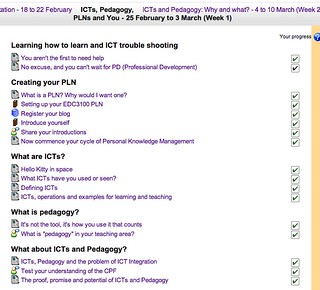 tation - 18 to 22 February ICTs, Pedagogy, ICTs and Pedagogy: Why and what? - 4 to 10 March (Week 2
PLNs and You - 25 February to 3 March (Week 1)
Your progress
Learning how to learn and ICT trouble shooting
You aren't the first to need help
No excuse, and you can't wait for PD (Professional Development)
Creating your PLN
What is a PLN? Why would I want one?
Setting up your EDC3100 PLN
Register your blog
Introduce yourself
Share your introductions
Now commence your cycle of Personal Knowledge Management
What are ICTs?
Hello Kitty in space
What ICTs have you used or seen?
Defining ICTs
ICTs, operations and examples for learning and teaching
What is pedagogy?
It's not the tool, it's how you use it that counts
What is "pedagogy" in your teaching area?
What about ICTs and Pedagogy?
ICTs, Pedagogy and the problem of ICT Integration
Test your understanding of the CPF
The proof, promise and potential of ICTs and Pedagogy